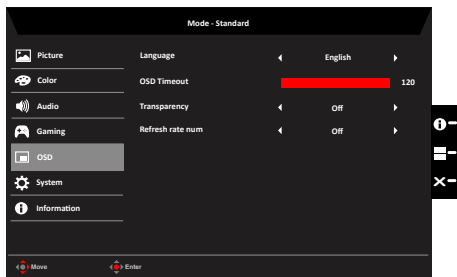 Mode - Standard
Picture
Language English
Color
OSD Timeout 120
Audio
Transparency Off
Gaming
Refresh rate num Off
OSD
System
Information
Move Enter